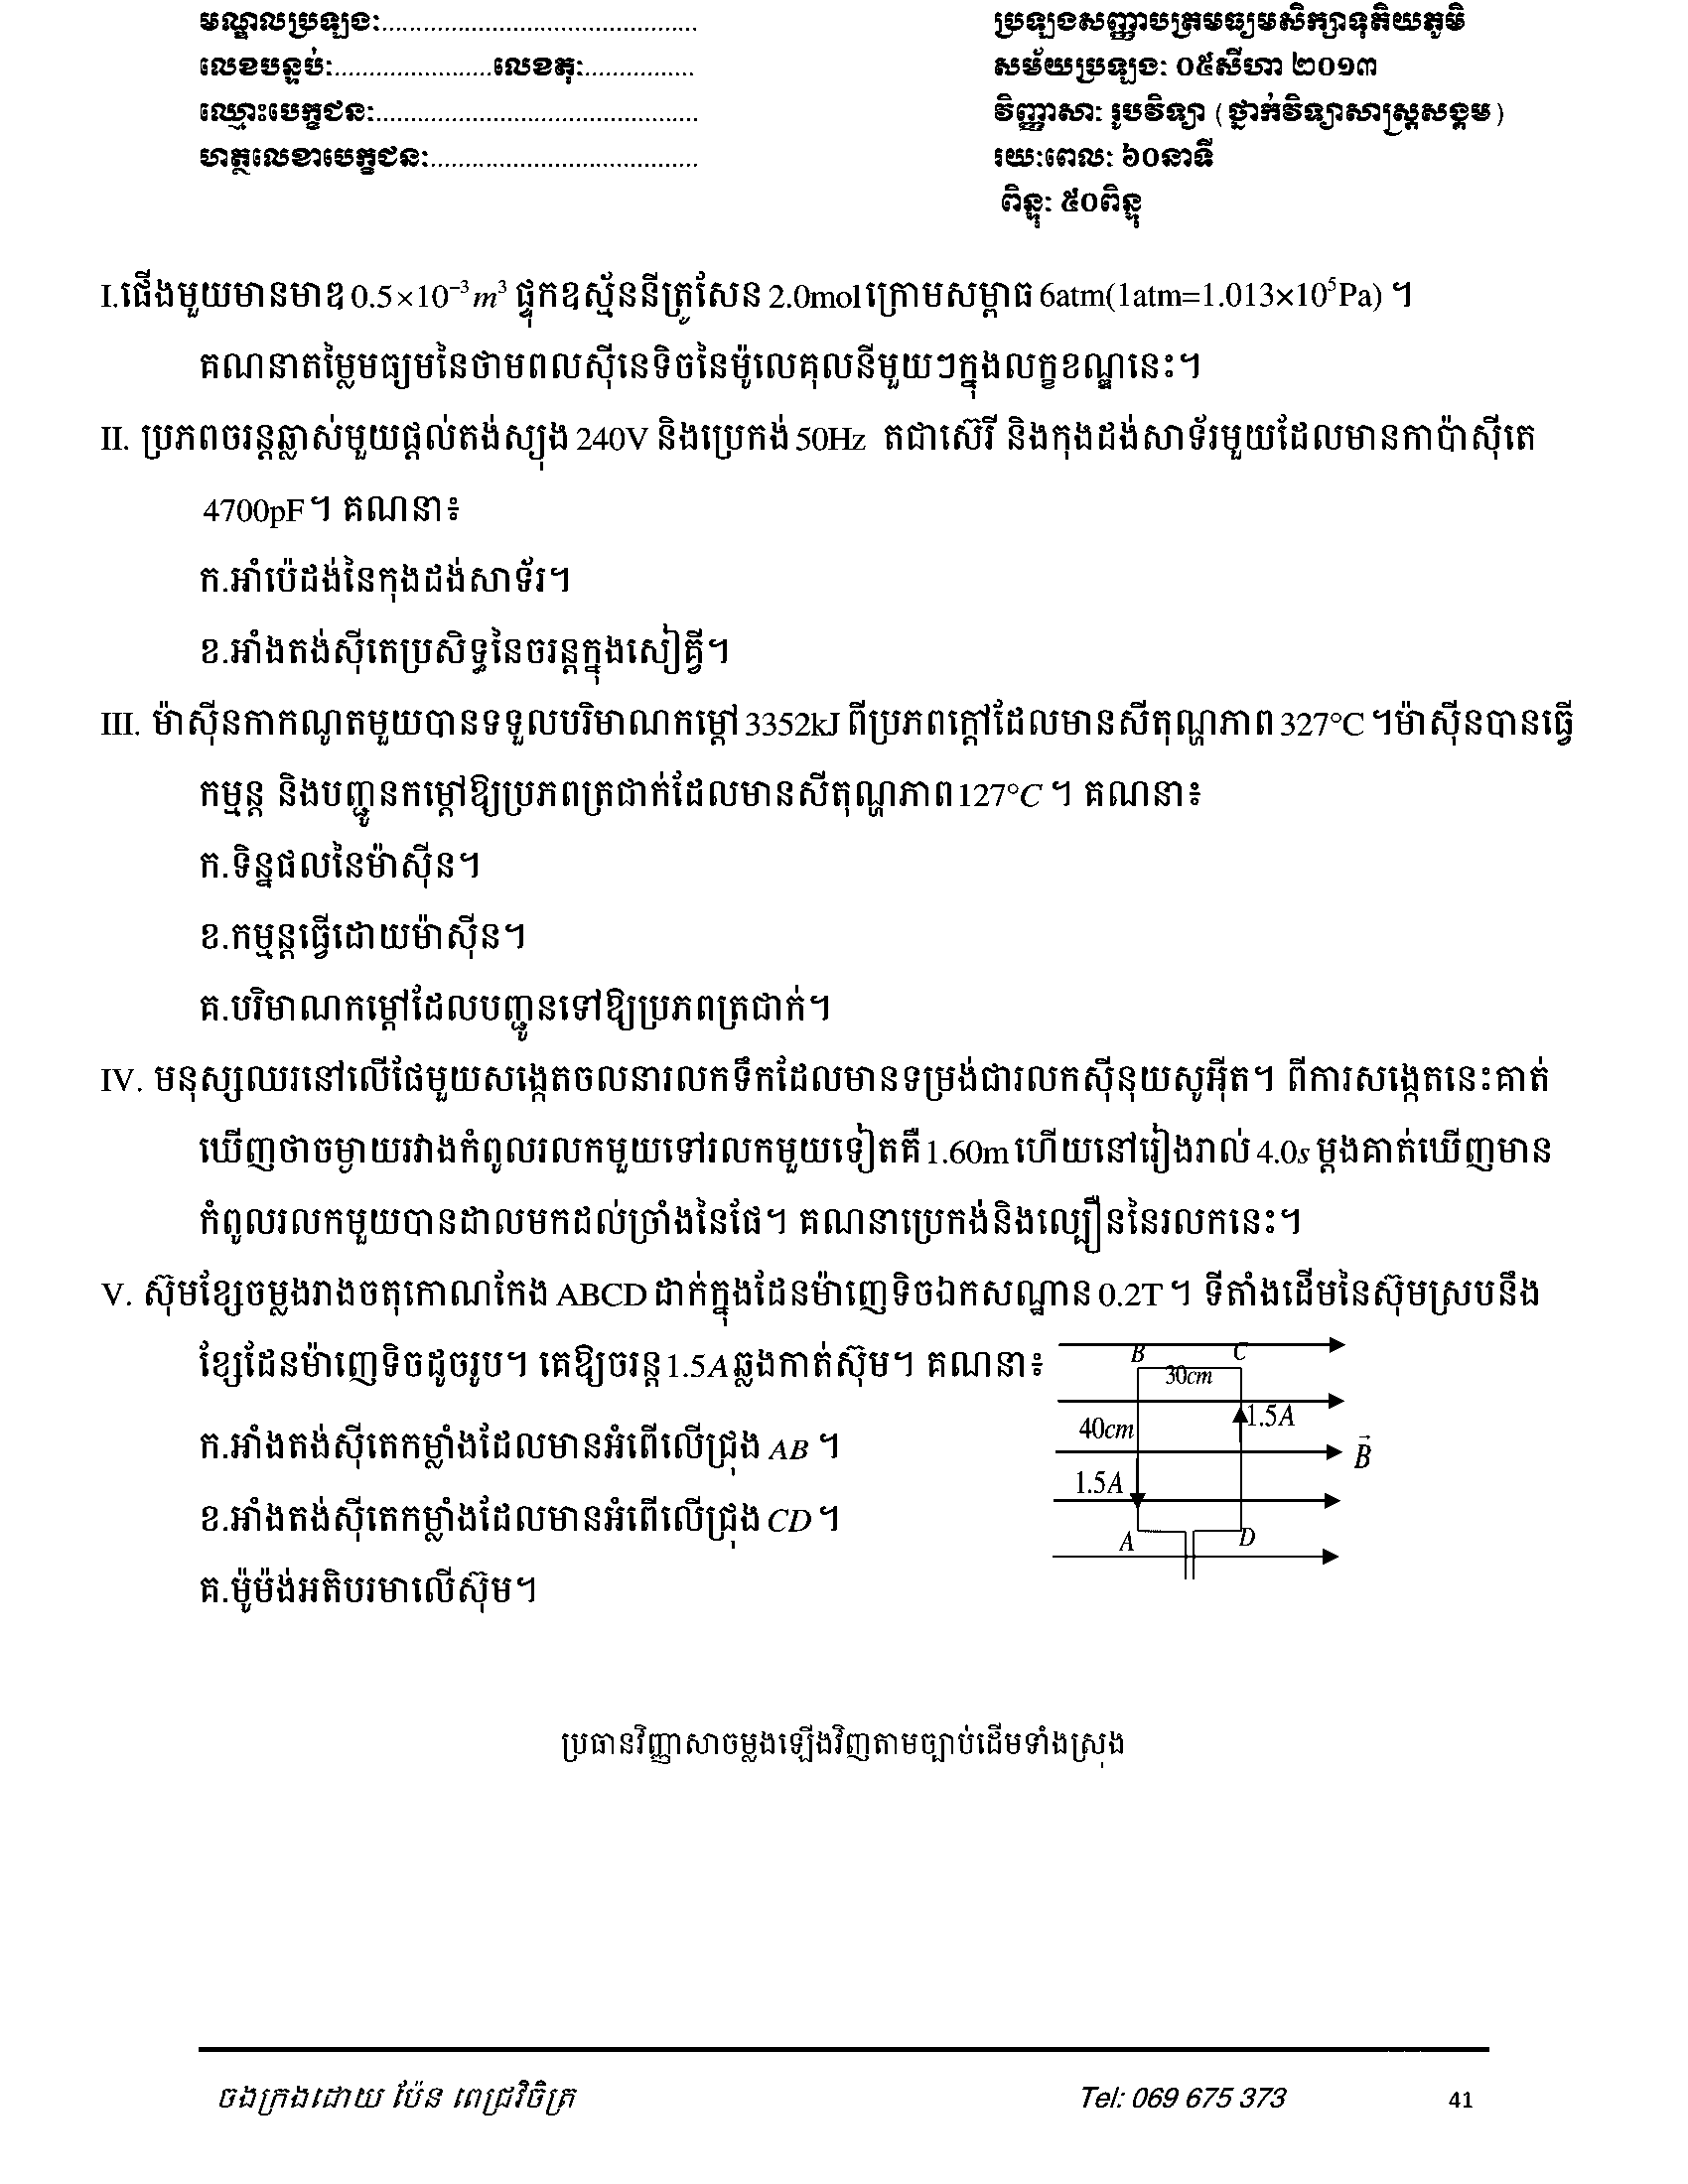 មណ្ឌលប្រឡង:..............................................
លេខបន្ទប់:.......................លេខតុ:................
ឈ្មោះបេក្ខជន:...............................................
ហត្ថលេខាបេក្ខជន:.......................................
ប្រឡងសញ្ញាបត្រមធ្យមសិក្សាទុតិយភូមិ
សម័យប្រឡង: ០៥សីហា ២០១៣
វិញ្ញាសា: រូបវិទ្យា (ថ្នាក់វិទ្យាសាស្ត្រសង្គម)
រយ:ពេល: ៦០នាទី
ពិន្ទុ: ៥០ពិន្ទុ
I.ផើងមួយមានមាឌ 0.5×10⁻³m³ ផ្ទុកឧស្ម័ននីត្រូសែន 2.0mol ក្រោមសម្ពាធ 6atm(1atm=1.013×10⁵Pa) ។
គណនាតម្លៃមធ្យមនៃថាមពលស៊ីនេទិចនៃម៉ូលេគុលនីមួយៗក្នុងលក្ខខណ្ឌនេះ។
II. ប្រភពចរន្តឆ្លាស់មួយផ្តល់តង់ស្យុង 240V និងប្រេកង់ 50Hz តជាស៊េរី និងកុងដង់សាទ័រមួយដែលមានកាប៉ាស៊ីតេ
4700pF ។ គណនា៖
ក.អាំប៉េដង់នៃកុងដង់សាទ័រ។
ខ.អាំងតង់ស៊ីតេប្រសិទ្ធនៃចរន្តក្នុងសៀគ្វី។
III. ម៉ាស៊ីនកាកណូតមួយបានទទួលបរិមាណកម្តៅ 3352kJ ពីប្រភពក្តៅដែលមានសីតុណ្ហភាព 327°C ។ម៉ាស៊ីនបានធ្វើ
កម្មន្ត និងបញ្ជូនកម្តៅឱ្យប្រភពត្រជាក់ដែលមានសីតុណ្ហភាព127°C ។ គណនា៖
ក.ទិន្នផលនៃម៉ាស៊ីន។
ខ.កម្មន្តធ្វើដោយម៉ាស៊ីន។
គ.បរិមាណកម្តៅដែលបញ្ជូនទៅឱ្យប្រភពត្រជាក់។
IV. មនុស្សឈរនៅលើផែមួយសង្កេតចលនារលកទឹកដែលមានទម្រង់ជារលកស៊ីនុយសូអ៊ីត។ ពីការសង្កេតនេះគាត់
ឃើញថាចម្ងាយរវាងកំពូលរលកមួយទៅរលកមួយទៀតគឺ 1.60m ហើយនៅរៀងរាល់ 4.0s ម្តងគាត់ឃើញមាន
កំពូលរលកមួយបានដាលមកដល់ច្រាំងនៃផែ។ គណនាប្រេកង់និងល្បឿននៃរលកនេះ។
V. ស៊ុមខ្សែចម្លងរាងចតុកោណកែង ABCD ដាក់ក្នុងដែនម៉ាញេទិចឯកសណ្ឋាន 0.2T ។ ទីតាំងដើមនៃស៊ុមស្របនឹង
ខ្សែដែនម៉ាញេទិចដូចរូប។ គេឱ្យចរន្ត 1.5A ឆ្លងកាត់ស៊ុម។ គណនា៖
ក.អាំងតង់ស៊ីតេកម្លាំងដែលមានអំពើលើជ្រុង AB ។
ខ.អាំងតង់ស៊ីតេកម្លាំងដែលមានអំពើលើជ្រុង CD ។
គ.ម៉ូម៉ង់អតិបរមាលើស៊ុម។
B C
30cm
1.5A
40cm
B⃗
1.5A
A D
ប្រធានវិញ្ញាសាចម្លងឡើងវិញតាមច្បាប់ដើមទាំងស្រុង
ចងក្រងដោយ ប៉ែន ពេជ្រវិចិត្រ Tel: 069 675 373 41